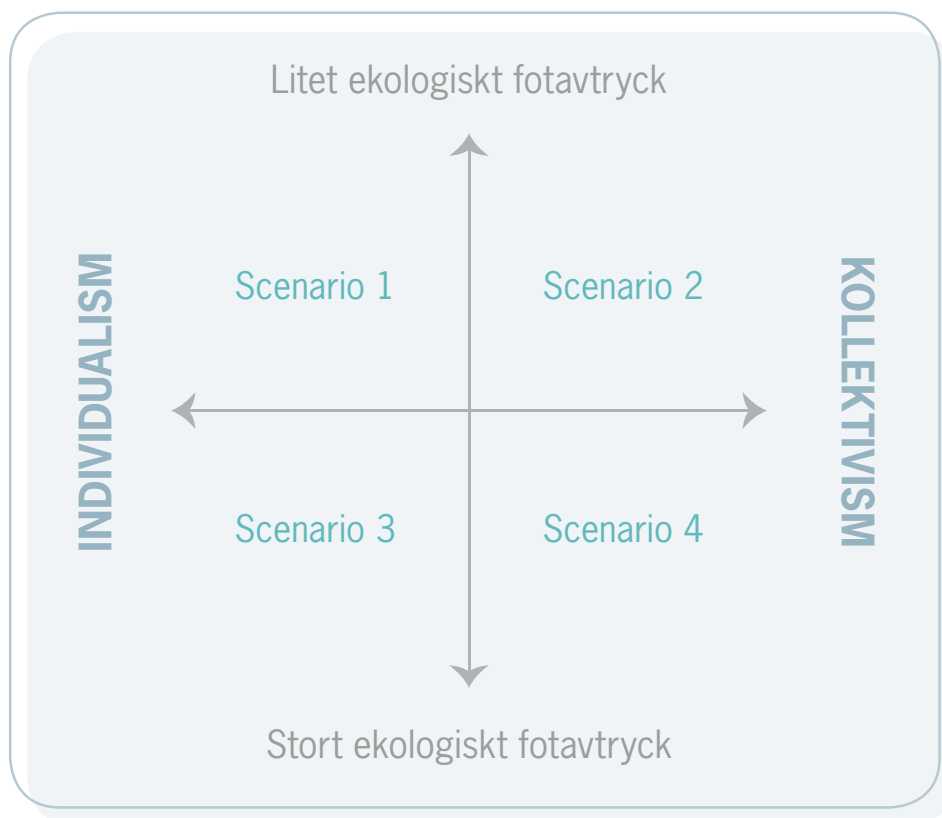 Litet ekologiskt fotavtryck
INDIVIDUALISM
KOLLEKTIVISM
Scenario 1
Scenario 2
Scenario 3
Scenario 4
Stort ekologiskt fotavtryck